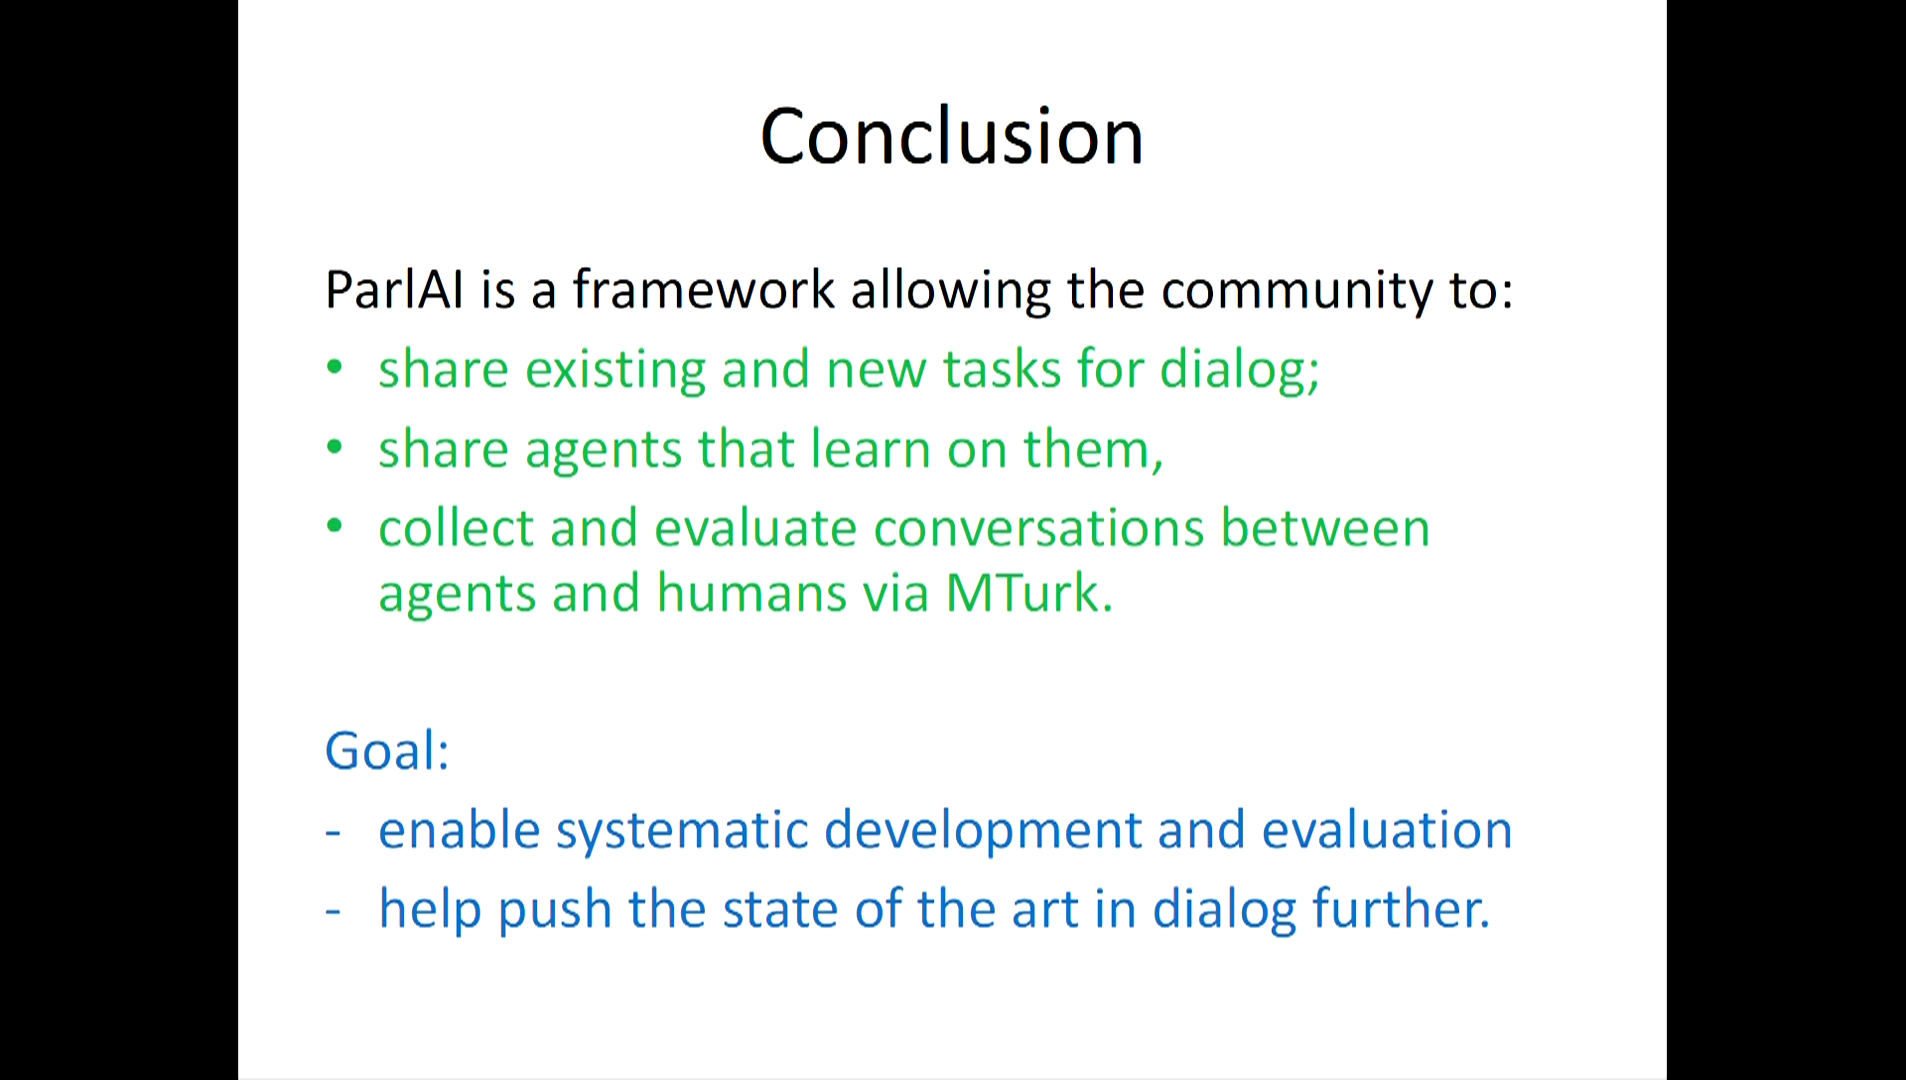 Conclusion
ParlAI is a framework allowing the community to:
• share existing and new tasks for dialog;
• share agents that learn on them,
• collect and evaluate conversations between
agents and humans via MTurk.
Goal:
- enable systematic development and evaluation
- help push the state of the art in dialog further.